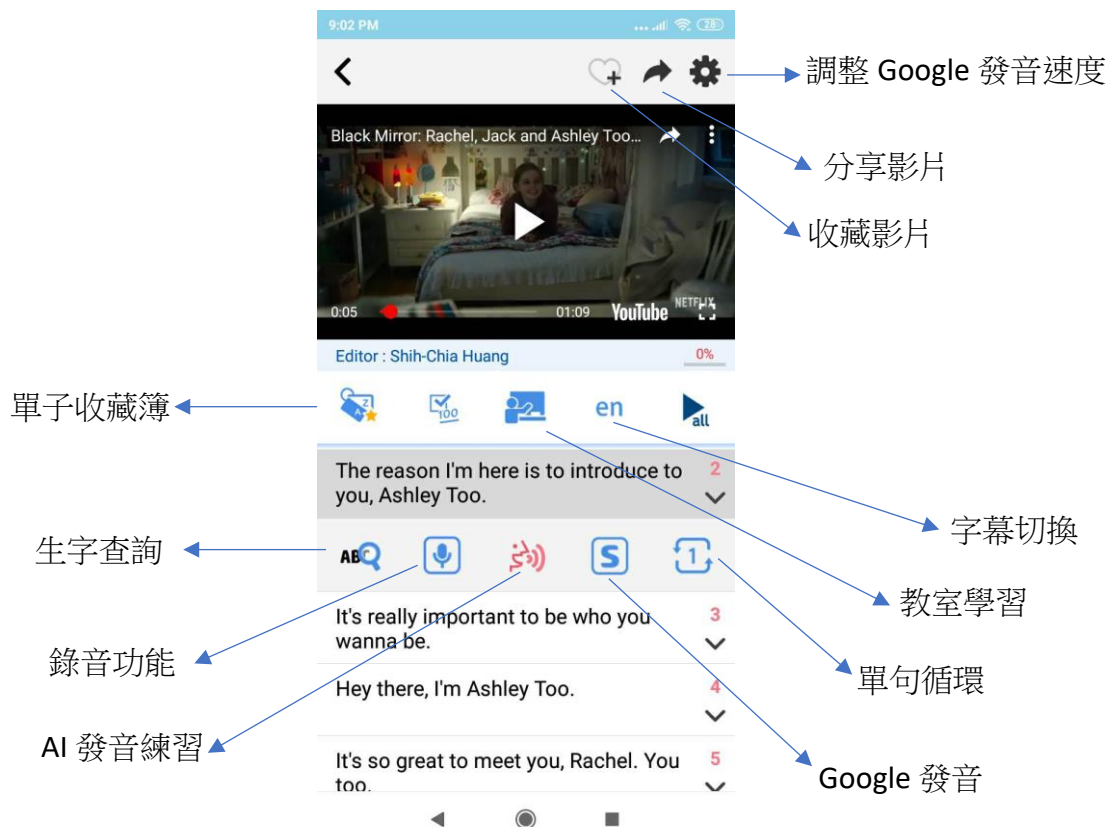 9:02 PM
28
調整 Google 發音速度
Black Mirror: Rachel, Jack and Ashley Too...
分享影片
收藏影片
0:05
01:09
YouTube
NETFLIX
Editor : Shih-Chia Huang
0%
單子收藏簿
AZ
100
en
all
The reason I'm here is to introduce to
you, Ashley Too.
2
字幕切換
生字查詢
ABC
S
1
教室學習
It's really important to be who you
wanna be.
3
錄音功能
單句循環
Hey there, I'm Ashley Too.
4
AI 發音練習
It's so great to meet you, Rachel. You
too.
5
Google 發音